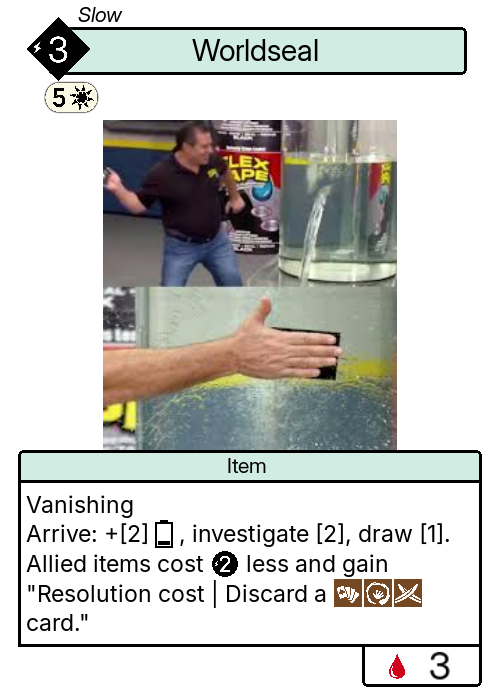 Slow
3
Worldseal
5
FLEX
TAPE
Item
Vanishing
Arrive: +[2] , investigate [2], draw [1].
Allied items cost 2 less and gain
"Resolution cost | Discard a
card."
3